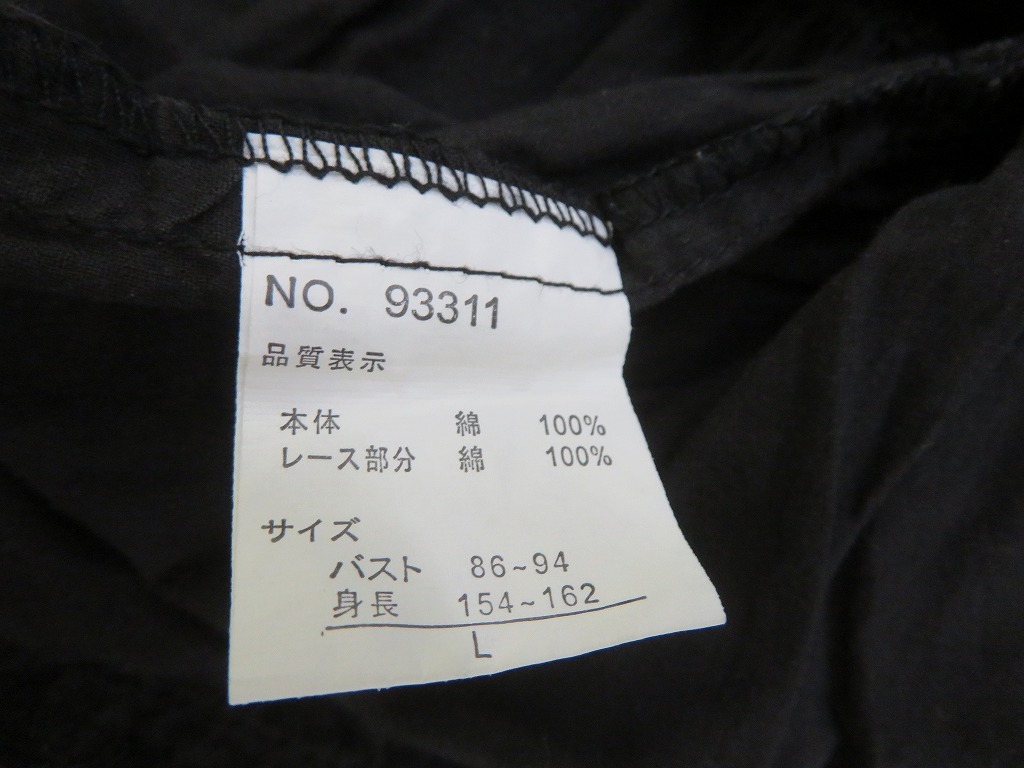 NO. 93311
品質表示
本体 綿 100%
レース部分 綿 100%
サイズ
バスト 86~94
身長 154~162
L